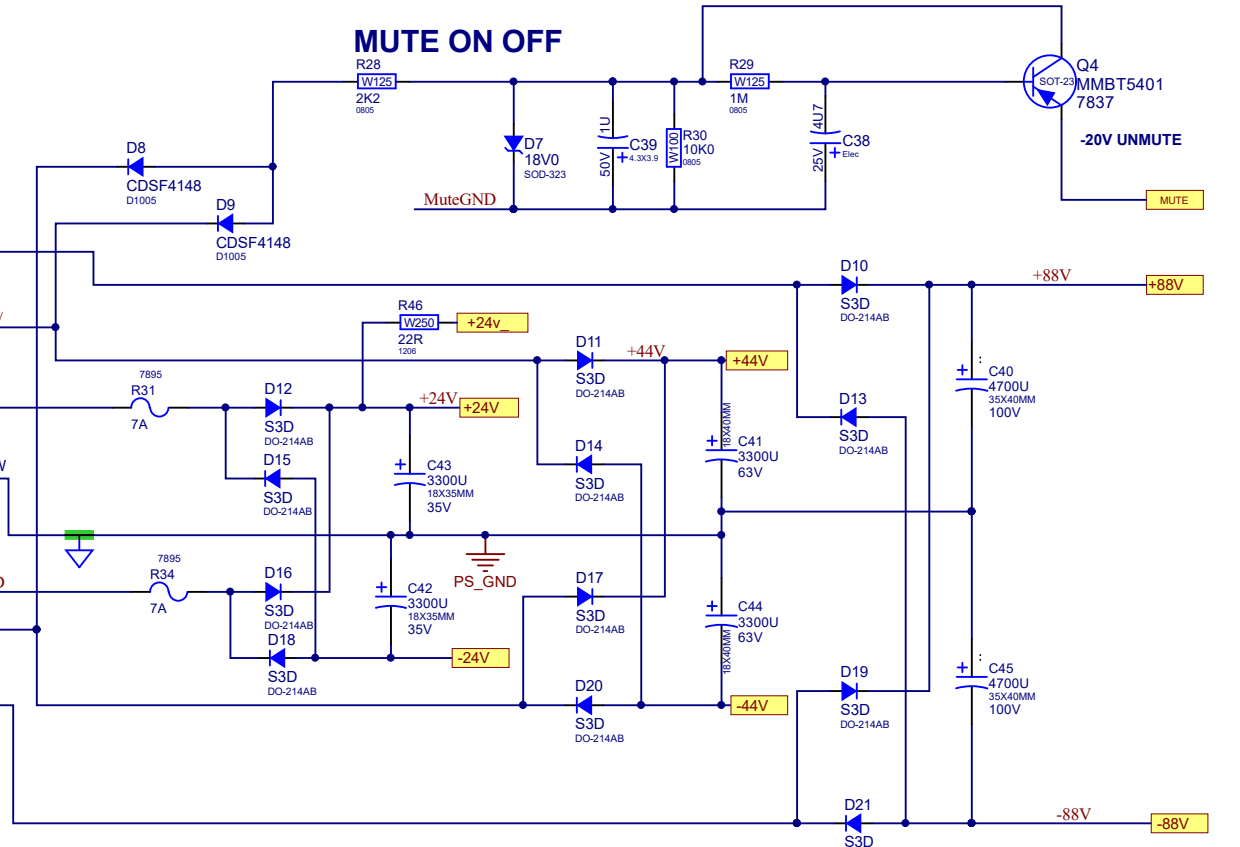 MUTE ON OFF
R28
W125
2K2
0805
R29
W125
1M
0805
Q4
SOT-23
MMBT5401
7837
-20V UNMUTE
MUTE
D7
18V0
SOD-323
1U
50V
C39
4.3X3.9
R30
W100
10K0
0805
4U7
25V
C38
Elec
MuteGND
D8
CDSF4148
D1005
D9
CDSF4148
D1005
D10
S3D
DO-214AB
+88V
+88V
R46
W250
22R
1206
+24v_
D11
S3D
DO-214AB
+44V
+44V
7895
R31
7A
D12
S3D
DO-214AB
+24V
+24V
D13
S3D
DO-214AB
:
C40
4700U
35X40MM
100V
D14
S3D
DO-214AB
18X40MM
C41
3300U
63V
D15
S3D
DO-214AB
C43
3300U
18X35MM
35V
PS_GND
7895
R34
7A
D16
S3D
DO-214AB
C42
3300U
18X35MM
35V
D17
S3D
DO-214AB
C44
3300U
63V
18X40MM
D18
S3D
DO-214AB
-24V
D20
S3D
DO-214AB
-44V
D19
S3D
DO-214AB
:
C45
4700U
35X40MM
100V
D21
S3D
-88V
-88V